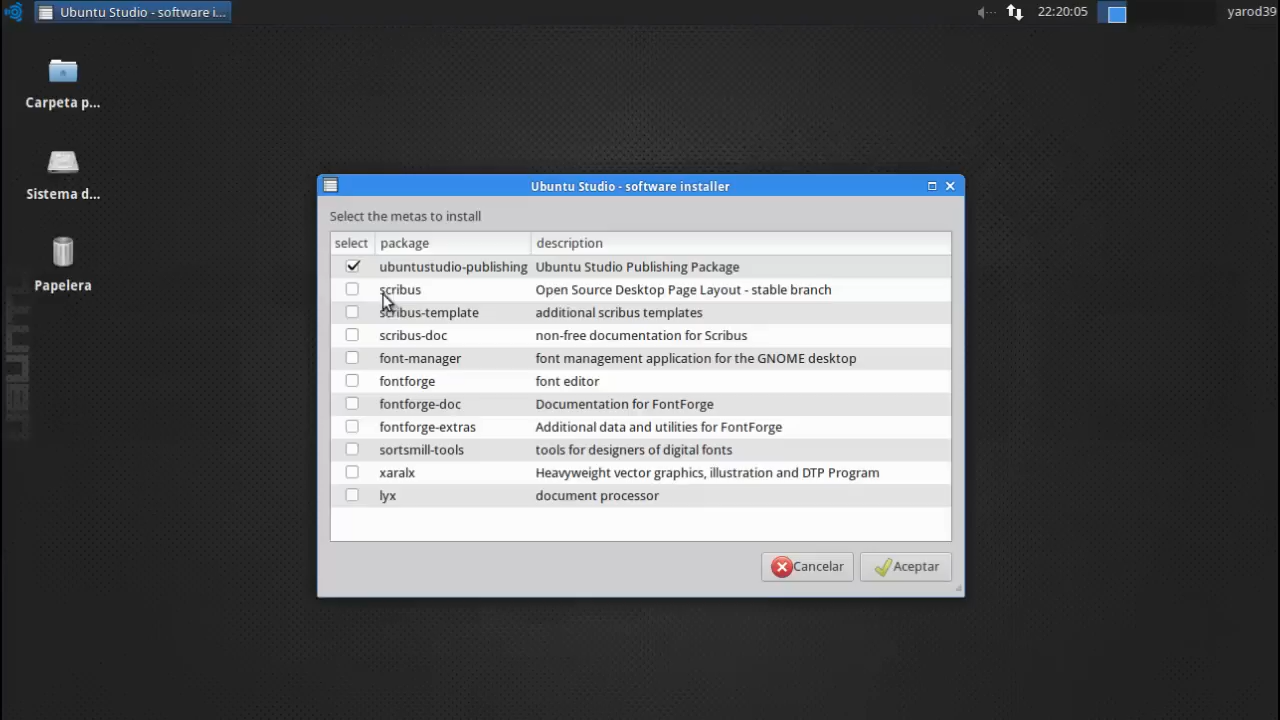 Ubuntu Studio - software i...
22:20:05
yarod39
Carpeta p...
Sistema d...
Papelera
Ubuntu Studio - software installer
Select the metas to install
select package description
ubuntustudio-publishing Ubuntu Studio Publishing Package
scribus Open Source Desktop Page Layout - stable branch
scribus-template additional scribus templates
scribus-doc non-free documentation for Scribus
font-manager font management application for the GNOME desktop
fontforge font editor
fontforge-doc Documentation for FontForge
fontforge-extras Additional data and utilities for FontForge
sortsmill-tools tools for designers of digital fonts
xaralx Heavyweight vector graphics, illustration and DTP Program
lyx document processor
Cancelar Aceptar